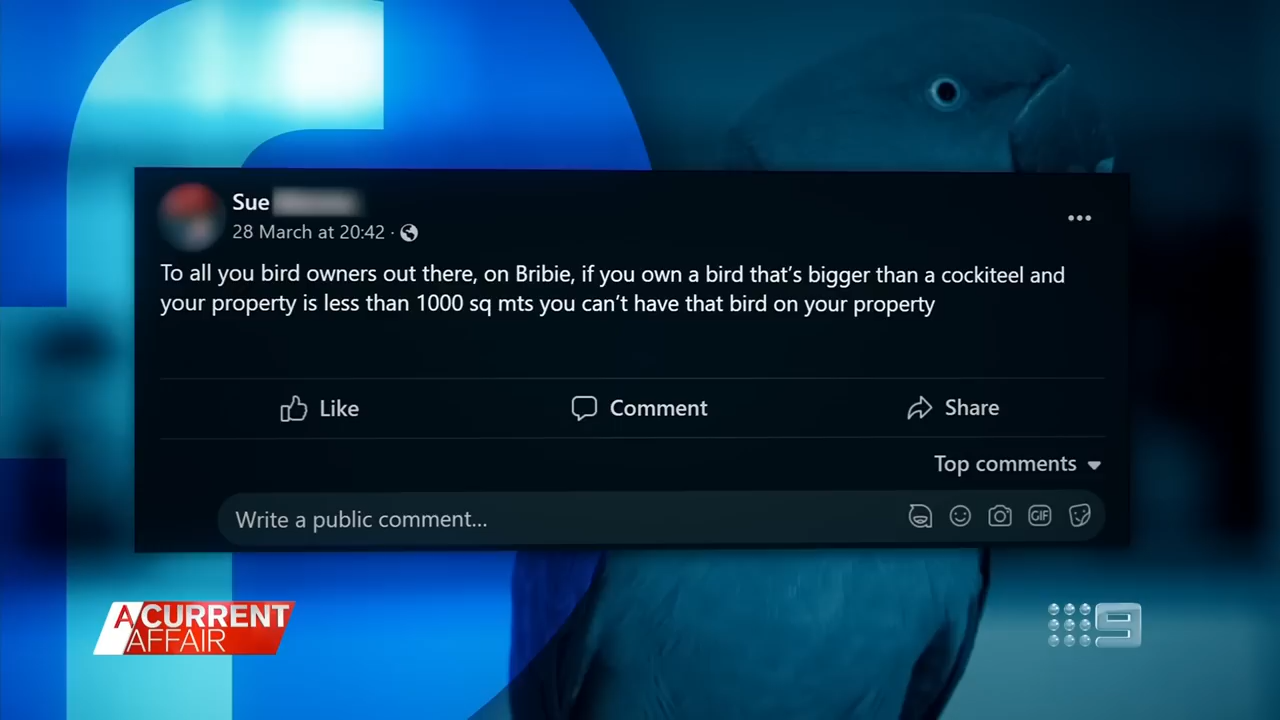 Sue
28 March at 20:42 ·
To all you bird owners out there, on Bribie, if you own a bird that's bigger than a cockiteel and
your property is less than 1000 sq mts you can't have that bird on your property
Like
Comment
Share
Top comments
Write a public comment...
GIF
A CURRENT
AFFAIR
9